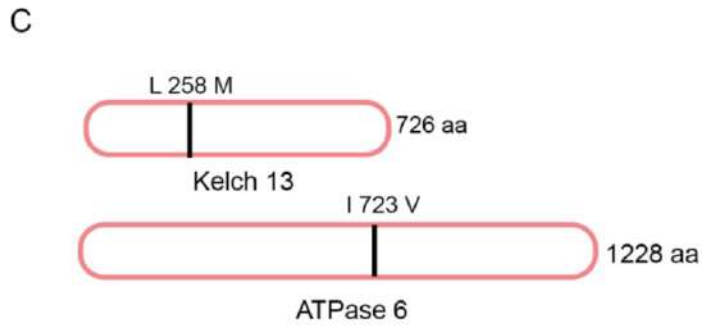 C
L 258 M
726 aa
Kelch 13
I 723 V
1228 aa
ATPase 6